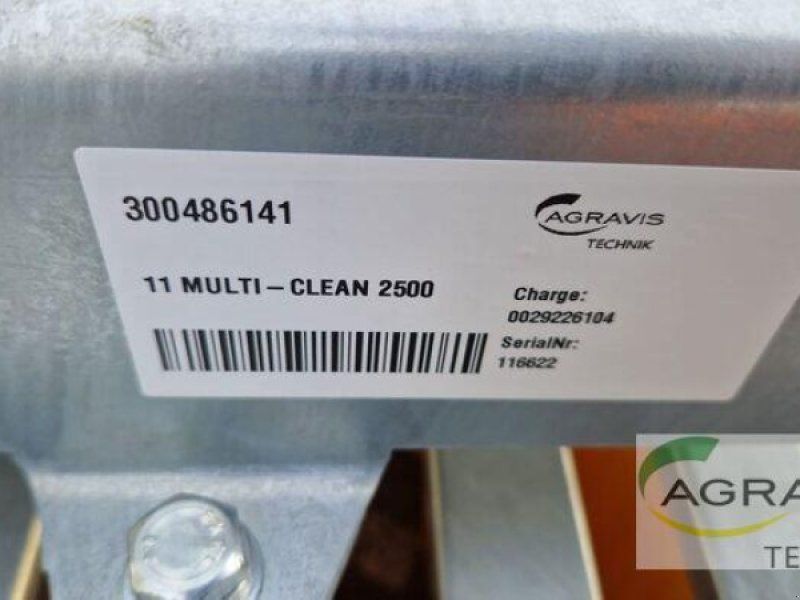 300486141
AGRAVIS
TECHNIK
11 MULTI-CLEAN 2500
Charge:
0029226104
SerialNr:
116622
AGRA
TE